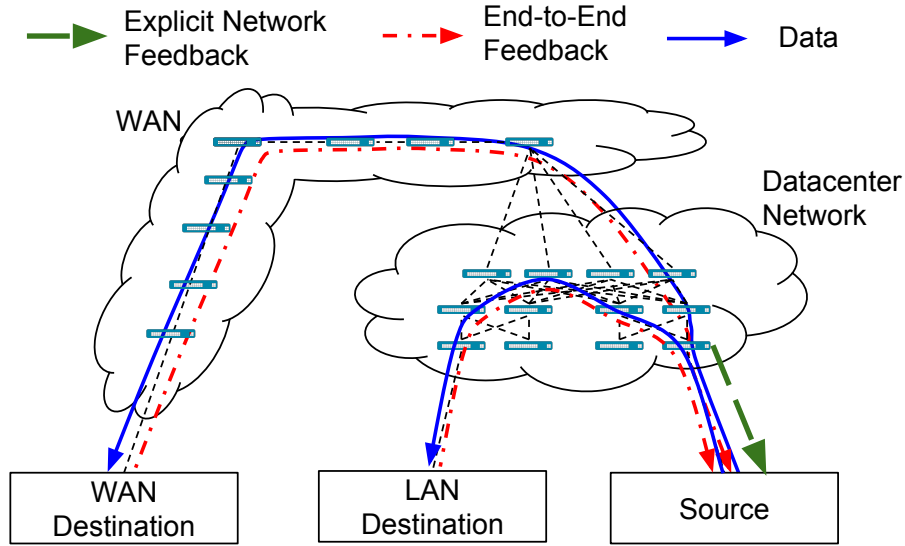 Explicit Network
Feedback
End-to-End
Feedback
Data
WAN
Datacenter
Network
WAN
Destination
LAN
Destination
Source